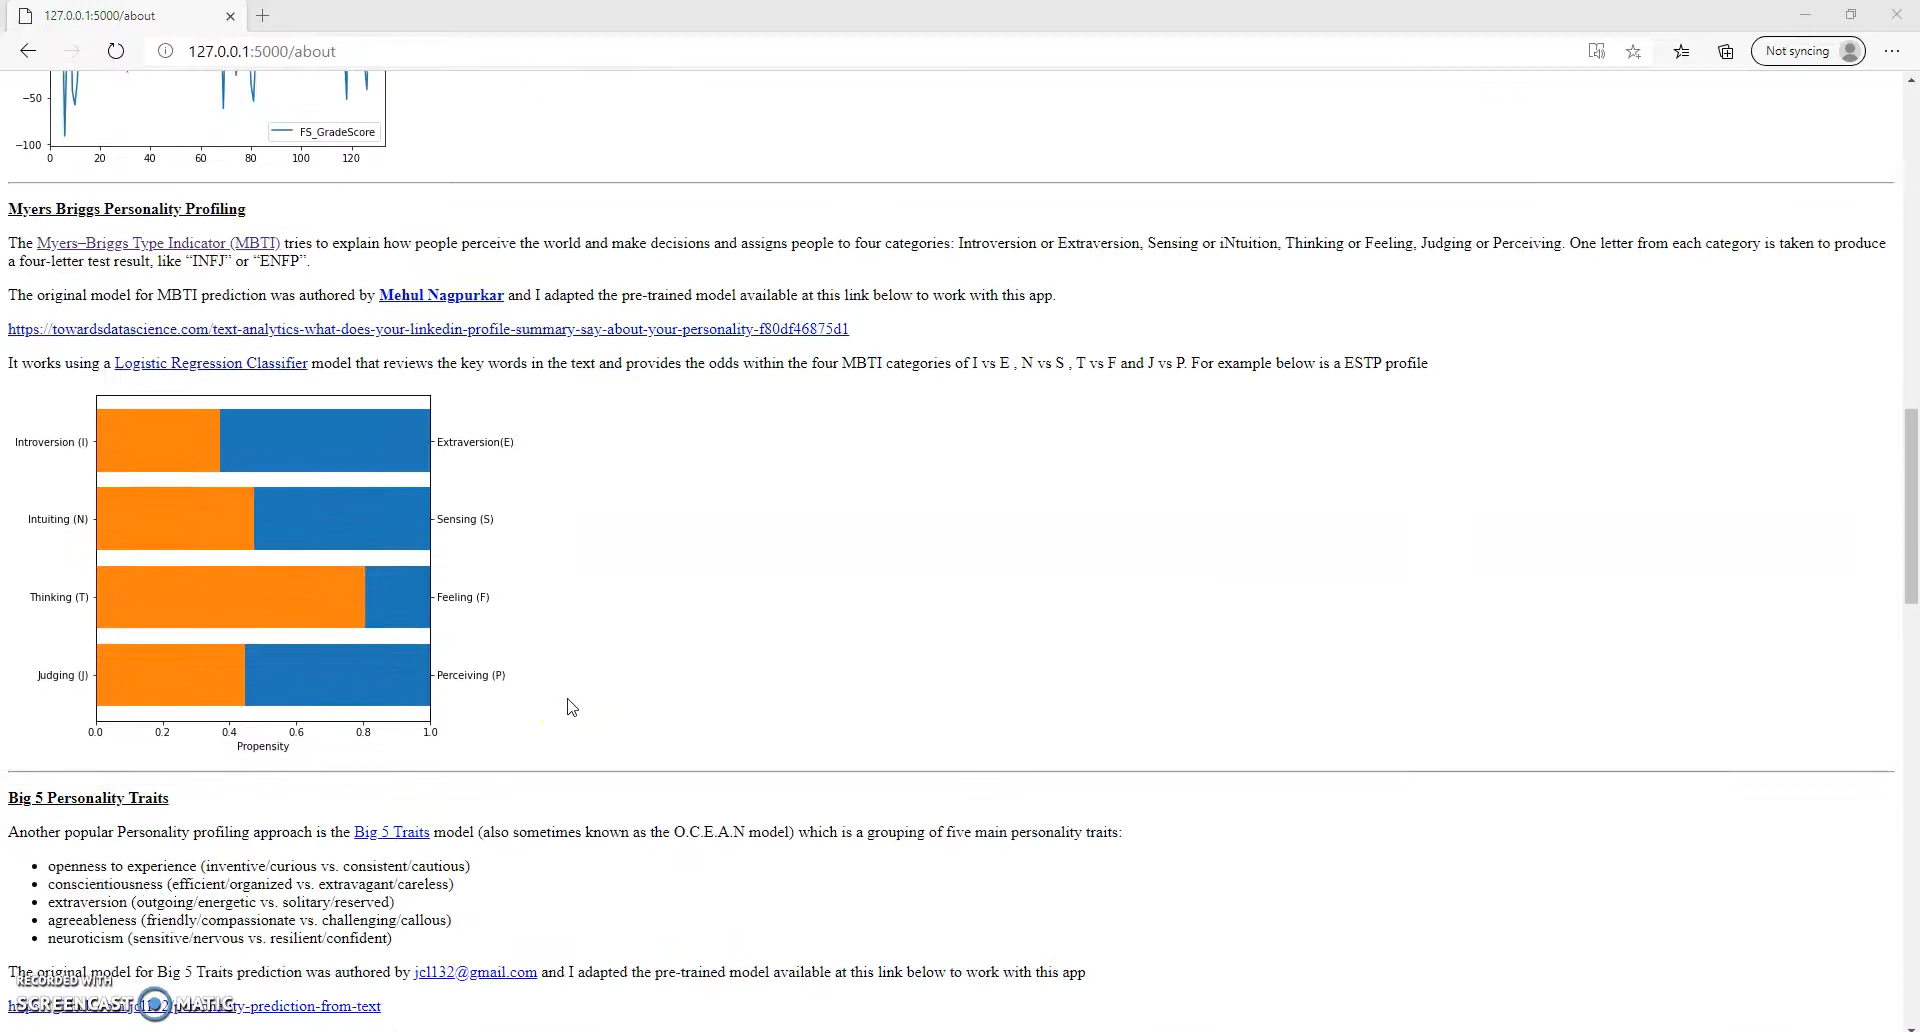 127.0.0.1:5000/about
127.0.0.1:5000/about
Not syncing
−50
FS_GradeScore
−100
0 20 40 60 80 100 120
Myers Briggs Personality Profiling
The Myers–Briggs Type Indicator (MBTI) tries to explain how people perceive the world and make decisions and assigns people to four categories: Introversion or Extraversion, Sensing or iNtuition, Thinking or Feeling, Judging or Perceiving. One letter from each category is taken to produce
a four-letter test result, like “INFJ” or “ENFP”.
The original model for MBTI prediction was authored by Mehul Nagpurkar and I adapted the pre-trained model available at this link below to work with this app.
https://towardsdatascience.com/text-analytics-what-does-your-linkedin-profile-summary-say-about-your-personality-f80df46875d1
It works using a Logistic Regression Classifier model that reviews the key words in the text and provides the odds within the four MBTI categories of I vs E , N vs S , T vs F and J vs P. For example below is a ESTP profile
Introversion (I) Extraversion(E)
Intuiting (N) Sensing (S)
Thinking (T) Feeling (F)
Judging (J) Perceiving (P)
0.0 0.2 0.4 0.6 0.8 1.0
Propensity
Big 5 Personality Traits
Another popular Personality profiling approach is the Big 5 Traits model (also sometimes known as the O.C.E.A.N model) which is a grouping of five main personality traits:
• openness to experience (inventive/curious vs. consistent/cautious)
• conscientiousness (efficient/organized vs. extravagant/careless)
• extraversion (outgoing/energetic vs. solitary/reserved)
• agreeableness (friendly/compassionate vs. challenging/callous)
• neuroticism (sensitive/nervous vs. resilient/confident)
The original model for Big 5 Traits prediction was authored by jcl132@gmail.com and I adapted the pre-trained model available at this link below to work with this app
RECORDED WITH
SCREENCAST MATIC
-prediction-from-text